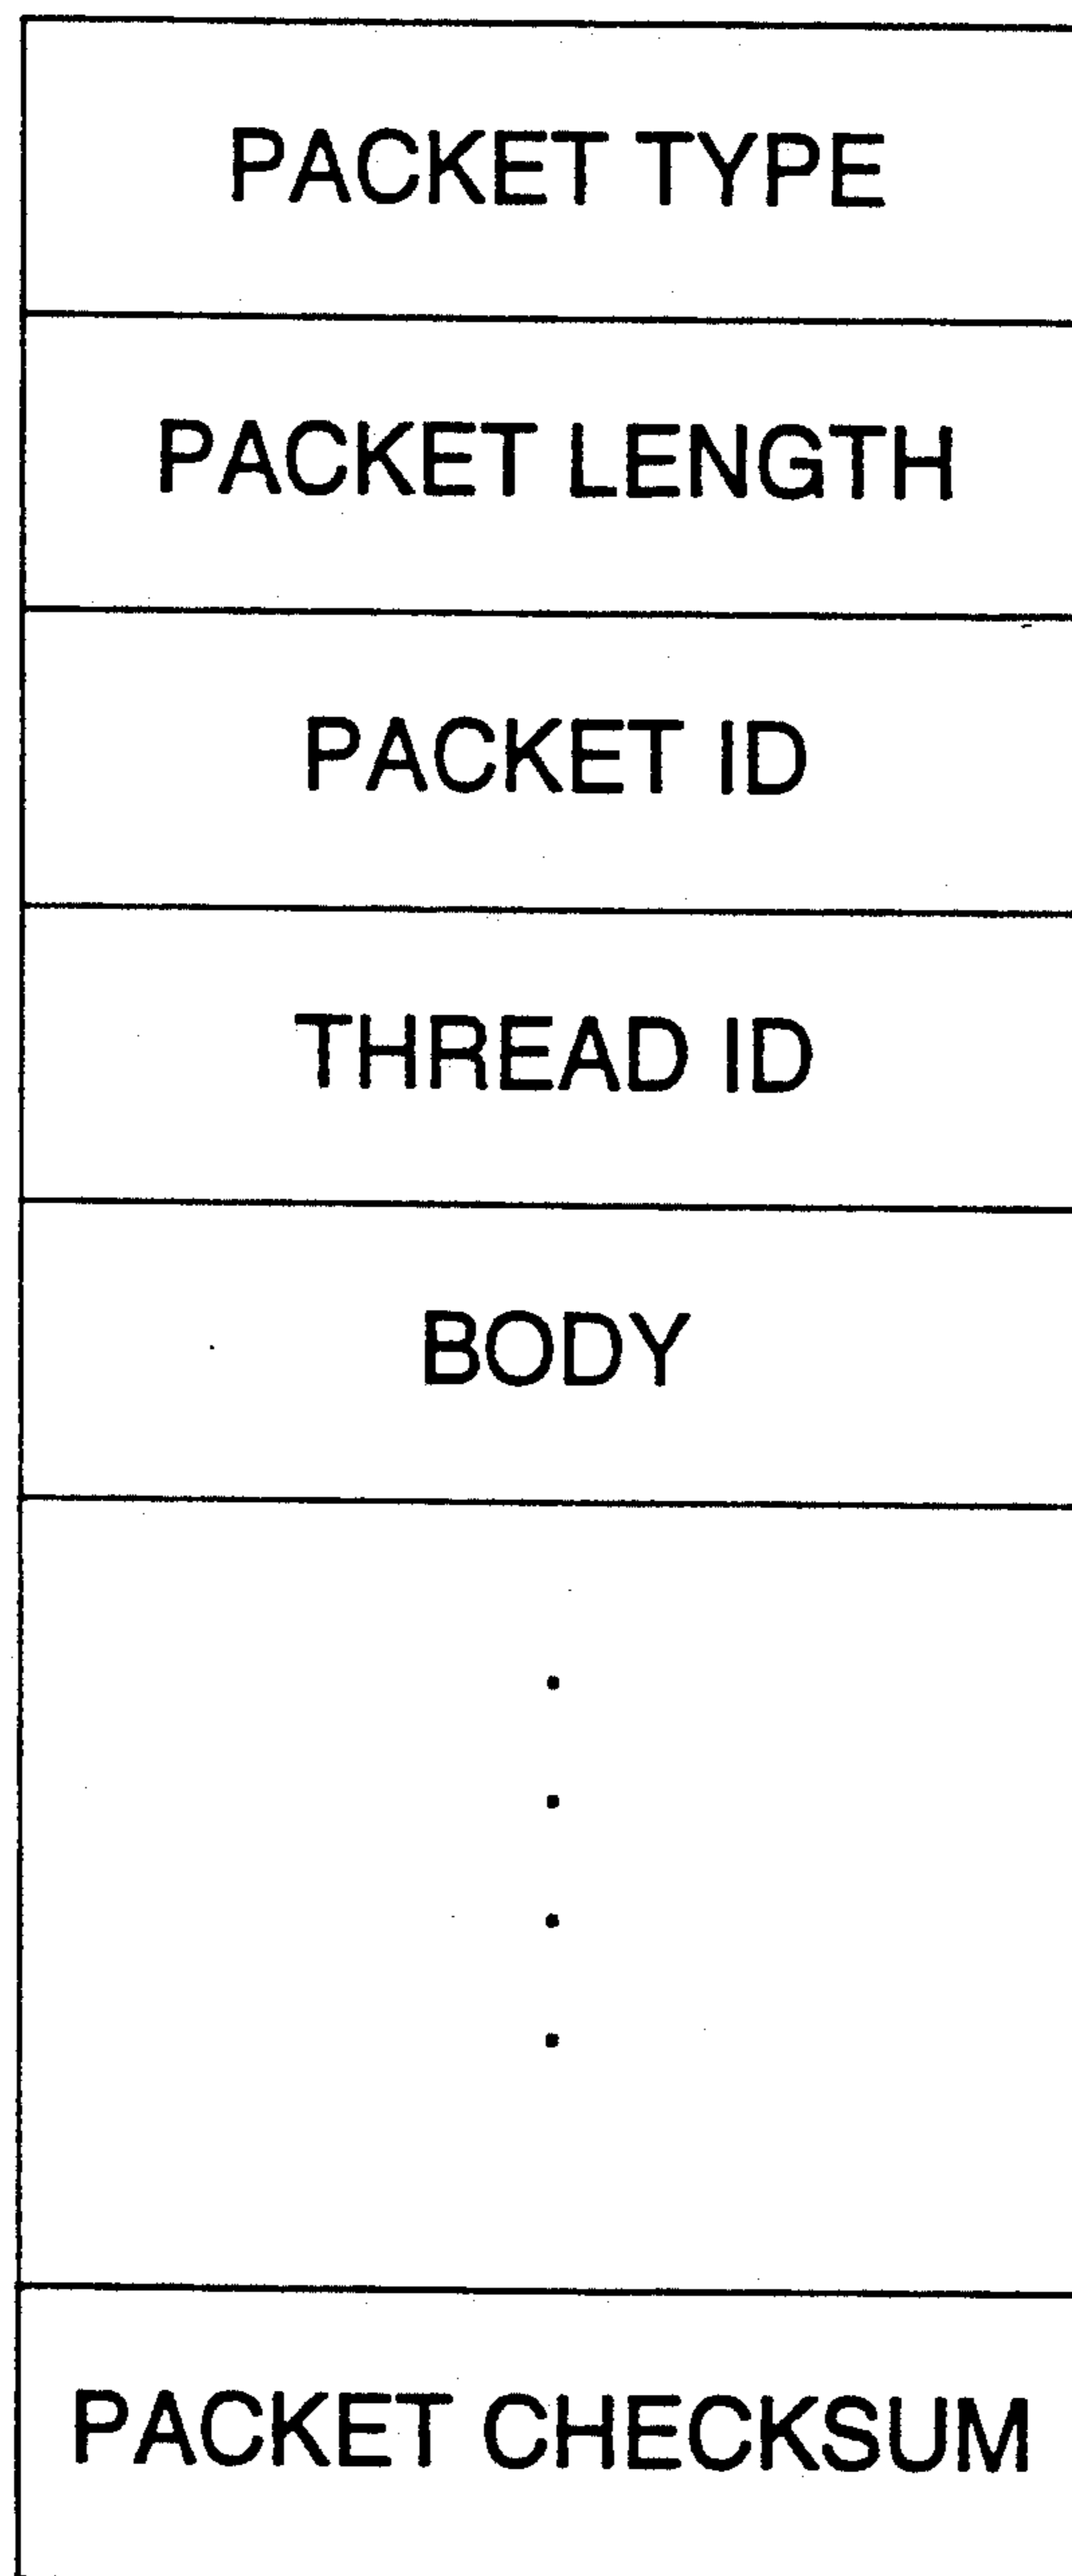 PACKET TYPE
PACKET LENGTH
PACKET ID
THREAD ID
BODY
.
.
.
.
PACKET CHECKSUM